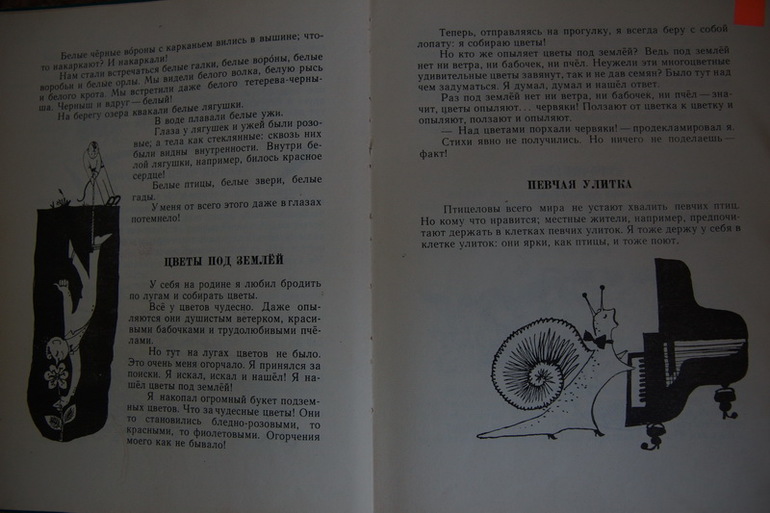 Белые чёрные во́роны с карканьем вились в вышине; что-
то накаркают? И накаркали!
Нам стали встречаться белые галки, белые воро́ны, белые
воробьи и белые орлы. Мы видели белого волка, белую рысь
и белого крота. Мы встретили даже белого тетерева-черны-
ша. Черныш и вдруг — белый!
На берегу озера квакали белые лягушки.
В воде плавали белые ужи.
Глаза у лягушек и ужей были розо-
вые; а тела как стеклянные: сквозь них
были видны внутренности. Внутри бе-
лой лягушки, например, билось красное
сердце!
Белые птицы, белые звери, белые
гады.
У меня от всего этого даже в глазах
потемнело!
ЦВЕТЫ ПОД ЗЕМЛЁЙ
У себя на родине я любил бродить
по лугам и собирать цветы.
Всё у цветов чудесно. Даже опы-
ляются они душистым ветерком, краси-
выми бабочками и трудолюбивыми пчё-
лами.
Но тут на лугах цветов не было.
Это очень меня огорчало. Я принялся за
поиски. Я искал, искал и нашёл! Я на-
шёл цветы под землёй!
Я накопал огромный букет подзем-
ных цветов. Что за чудесные цветы! Они
то становились бледно-розовыми, то
красными, то фиолетовыми. Огорчения
моего как не бывало!
Теперь, отправляясь на прогулку, я всегда беру с собой
лопату: я собираю цветы!
Но кто же опыляет цветы под землёй? Ведь под землёй
нет ни ветра, ни бабочек, ни пчёл. Неужели эти многоцветные
удивительные цветы завянут, так и не дав семян? Было тут над
чем задуматься. Я думал, думал и нашёл ответ.
Раз под землёй нет ни ветра, ни бабочек, ни пчёл — зна-
чит, цветы опыляют... червяки! Ползают от цветка к цветку и
опыляют, ползают и опыляют.
— Над цветами порхали червяки! — продекламировал я.
Стихи явно не получились. Но ничего не поделаешь —
факт!
ПЕВЧАЯ УЛИТКА
Птицеловы всего мира не устают хвалить певчих птиц.
Но кому что нравится; местные жители, например, предпочи-
тают держать в клетках певчих улиток. Я тоже держу у себя в
клетке улиток: они ярки, как птицы, и тоже поют.